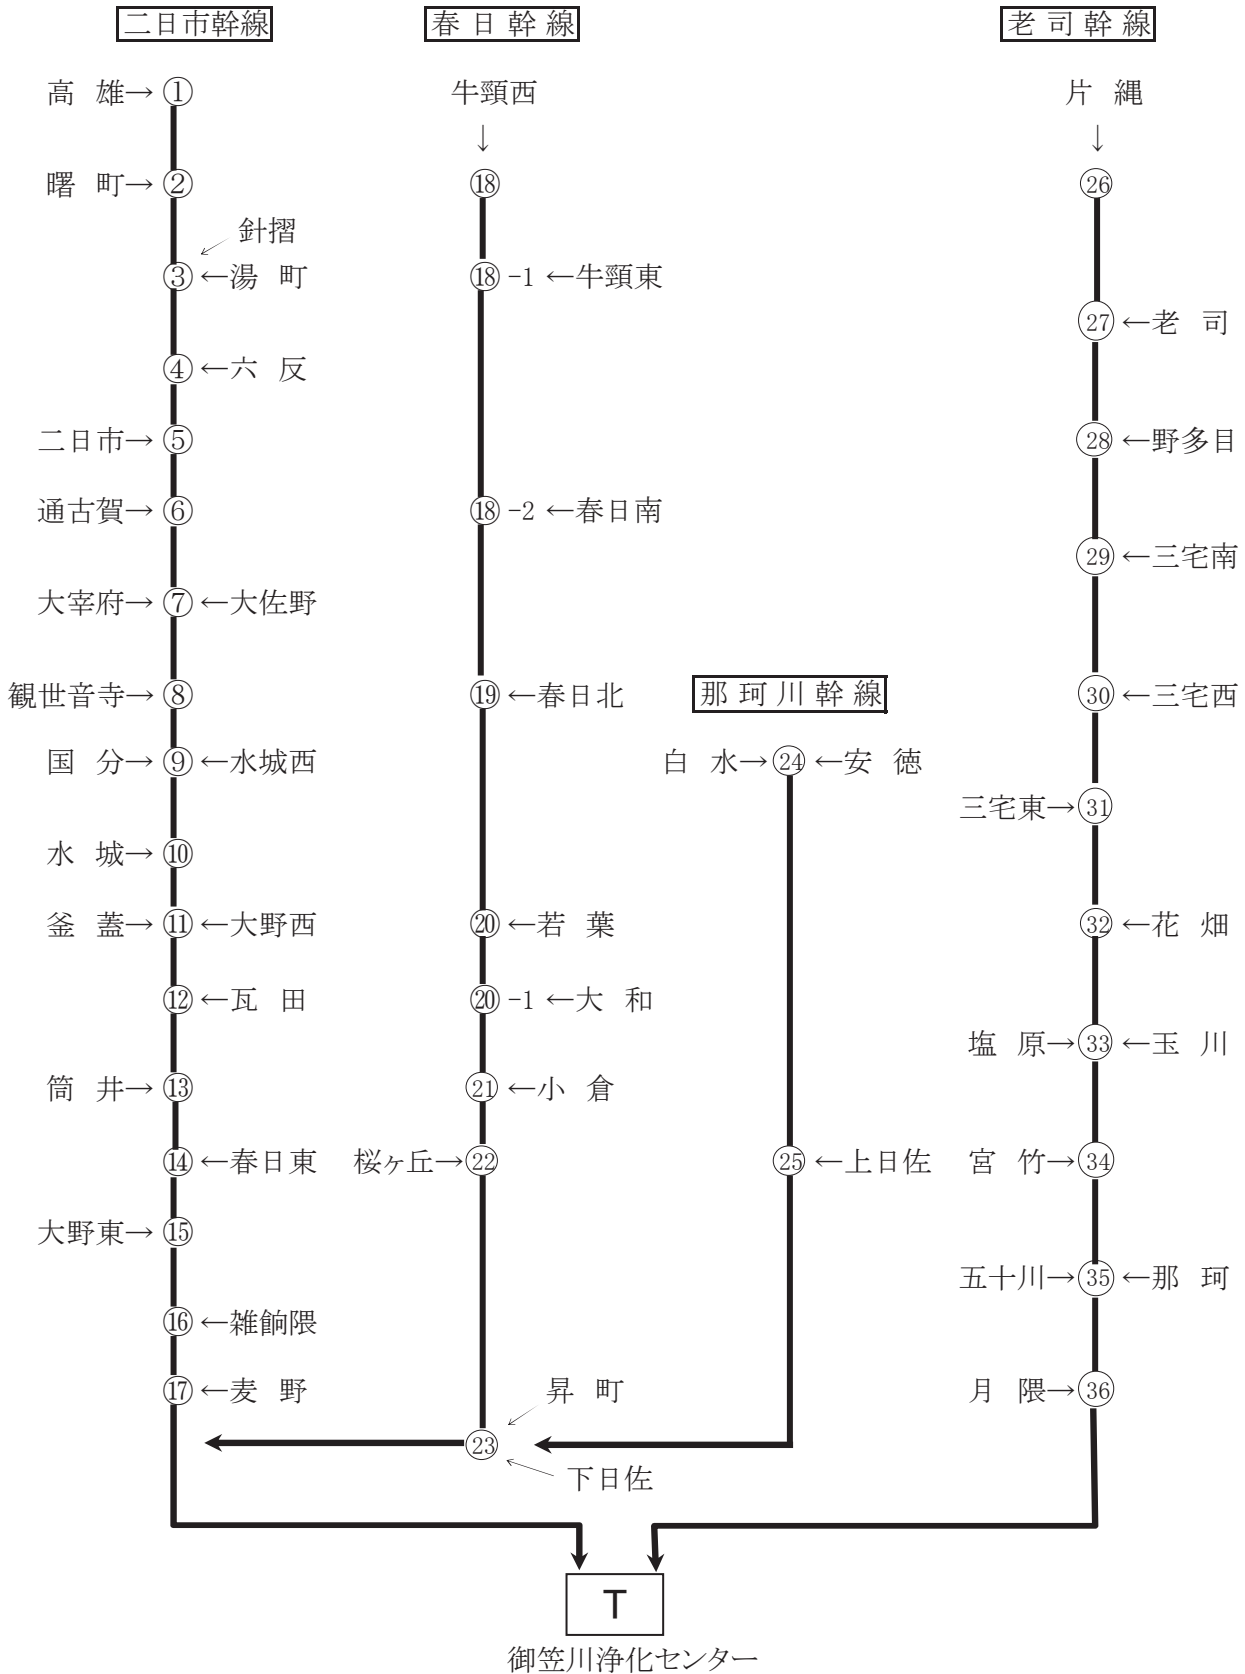 二日市幹線
高雄→①
曙町→②
針摺
③←湯町
④←六反
二日市→⑤
通古賀→⑥
大宰府→⑦←大佐野
観世音寺→⑧
国分→⑨←水城西
水城→⑩
釜蓋→⑪←大野西
⑫←瓦田
筒井→⑬
⑭←春日東
大野東→⑮
⑯←雑餉隈
⑰←麦野
春日幹線
牛頸西
↓
⑱
⑱-1←牛頸東
⑱-2←春日南
⑲←春日北
⑳←若葉
⑳-1←大和
㉑←小倉
桜ヶ丘→㉒
昇町
㉓
下日佐
那珂川幹線
白水→㉔←安徳
㉕←上日佐
老司幹線
片縄
↓
㉖
㉗←老司
㉘←野多目
㉙←三宅南
㉚←三宅西
三宅東→㉛
㉜←花畑
塩原→㉝←玉川
宮竹→㉞
五十川→㉟←那珂
月隈→㊱
T
御笠川浄化センター